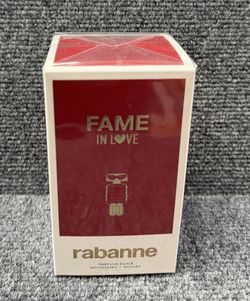 FAME
IN LOVE
rabanne
PARFUM ELIXIR